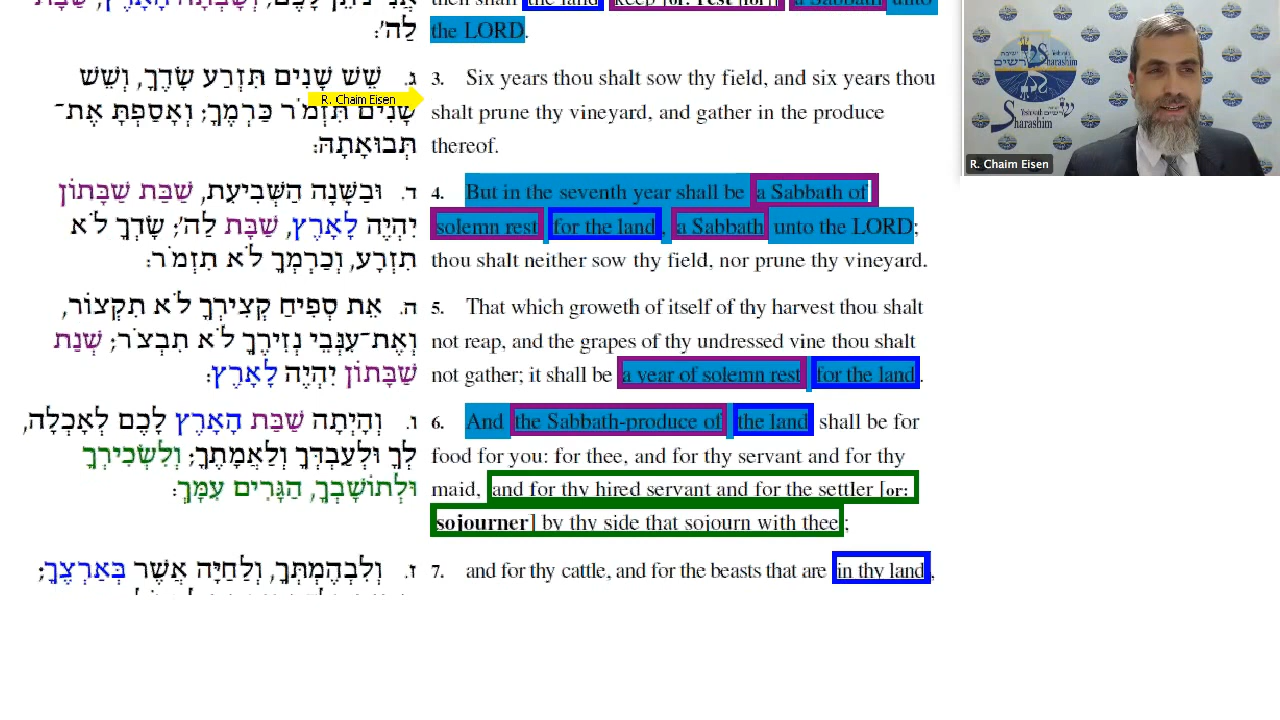 אֲנִי נֹתֵן לָכֶם, וְשָׁבְתָה הָאָרֶץ, שַׁבָּת
לַה':
ג. שֵׁשׁ שָׁנִים תִּזְרַע שָׂדֶךָ, וְשֵׁשׁ
שָׁנִים תִּזְמֹר כַּרְמֶךָ; וְאָסַפְתָּ אֶת־
תְּבוּאָתָהּ:
ד. וּבַשָּׁנָה הַשְּׁבִיעִת, שַׁבַּת שַׁבָּתוֹן
יִהְיֶה לָאָרֶץ, שַׁבָּת לַה'; שָׂדְךָ לֹא
תִזְרָע, וְכַרְמְךָ לֹא תִזְמֹר:
ה. אֵת סְפִיחַ קְצִירְךָ לֹא תִקְצוֹר,
וְאֶת־עִנְּבֵי נְזִירֶךָ לֹא תִבְצֹר; שְׁנַת
שַׁבָּתוֹן יִהְיֶה לָאָרֶץ:
ו. וְהָיְתָה שַׁבַּת הָאָרֶץ לָכֶם לְאָכְלָה,
לְךָ וּלְעַבְדְּךָ וְלַאֲמָתֶךָ; וְלִשְׂכִירְךָ
וּלְתוֹשָׁבְךָ, הַגָּרִים עִמָּךְ:
ז. וְלִבְהֶמְתְּךָ, וְלַחַיָּה אֲשֶׁר בְּאַרְצֶךָ;
then shall the land keep [or: rest [for]] a Sabbath unto
the LORD.
3. Six years thou shalt sow thy field, and six years thou
shalt prune thy vineyard, and gather in the produce
thereof.
4. But in the seventh year shall be a Sabbath of
solemn rest for the land, a Sabbath unto the LORD;
thou shalt neither sow thy field, nor prune thy vineyard.
5. That which groweth of itself of thy harvest thou shalt
not reap, and the grapes of thy undressed vine thou shalt
not gather; it shall be a year of solemn rest for the land.
6. And the Sabbath-produce of the land shall be for
food for you: for thee, and for thy servant and for thy
maid, and for thy hired servant and for the settler [or:
sojourner] by thy side that sojourn with thee;
7. and for thy cattle, and for the beasts that are in thy land,
R. Chaim Eisen
R. Chaim Eisen
Sharashim